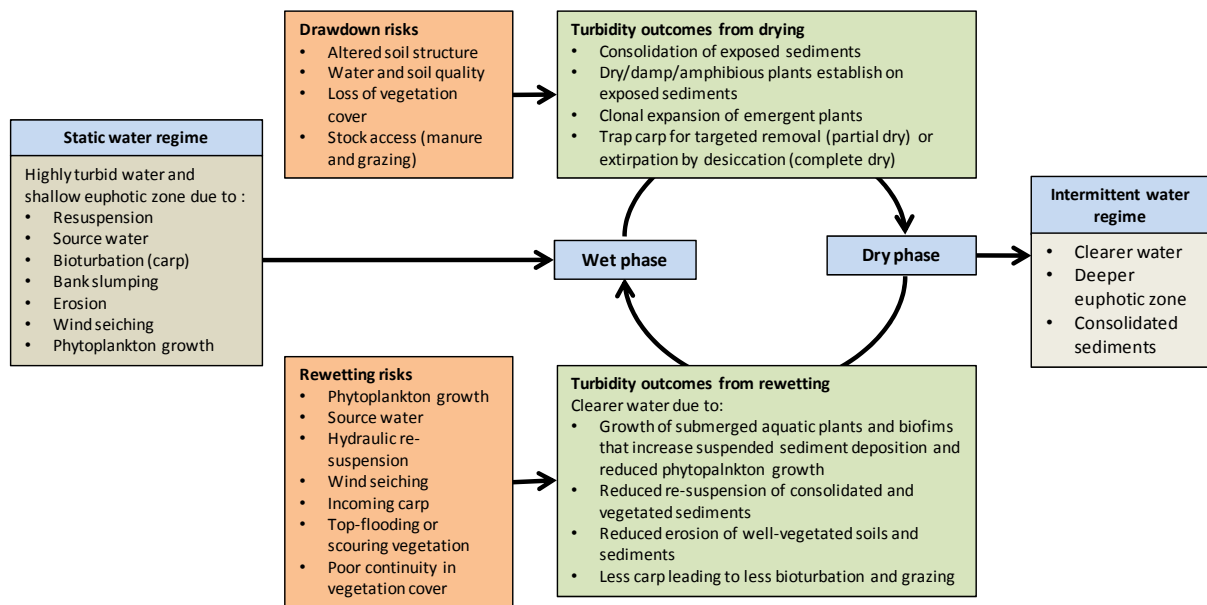 Drawdown risks
• Altered soil structure
• Water and soil quality
• Loss of vegetation
cover
• Stock access (manure
and grazing)
Turbidity outcomes from drying
• Consolidation of exposed sediments
• Dry/damp/amphibious plants establish on
exposed sediments
• Clonal expansion of emergent plants
• Trap carp for targeted removal (partial dry) or
extirpation by desiccation (complete dry)
Static water regime
Highly turbid water and
shallow euphotic zone due to :
• Resuspension
• Source water
• Bioturbation (carp)
• Bank slumping
• Erosion
• Wind seiching
• Phytoplankton growth
Wet phase
Dry phase
Intermittent water
regime
• Clearer water
• Deeper
euphotic zone
• Consolidated
sediments
Rewetting risks
• Phytoplankton growth
• Source water
• Hydraulic re-
suspension
• Wind seiching
• Incoming carp
• Top-flooding or
scouring vegetation
• Poor continuity in
vegetation cover
Turbidity outcomes from rewetting
Clearer water due to:
• Growth of submerged aquatic plants and biofims
that increase suspended sediment deposition and
reduced phytopalnkton growth
• Reduced re-suspension of consolidated and
vegetated sediments
• Reduced erosion of well-vegetated soils and
sediments
• Less carp leading to less bioturbation and grazing